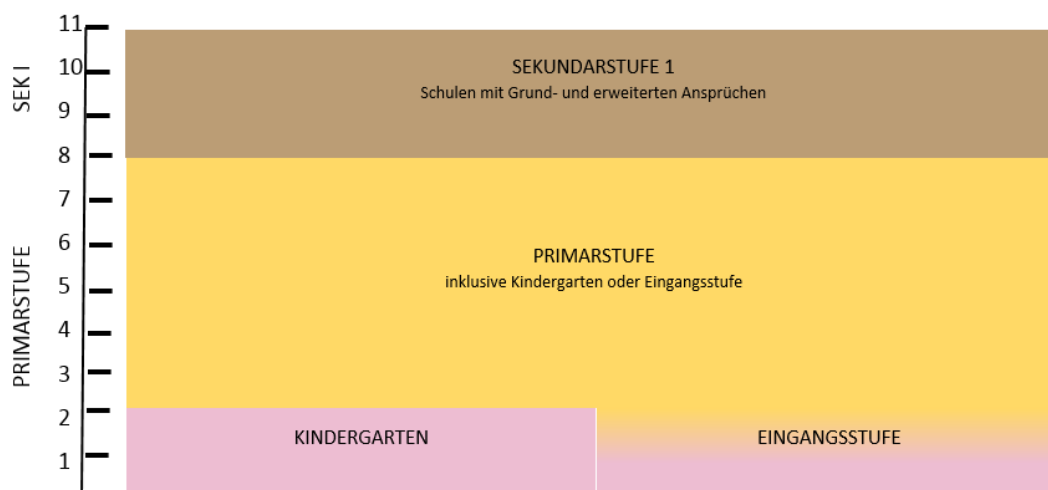 11
SEK I
10
SEKUNDARSTUFE 1
Schulen mit Grund- und erweiterten Ansprüchen
9
8
7
PRIMARSTUFE
6
PRIMARSTUFE
inklusive Kindergarten oder Eingangsstufe
5
4
3
2
KINDERGARTEN
EINGANGSSTUFE
1